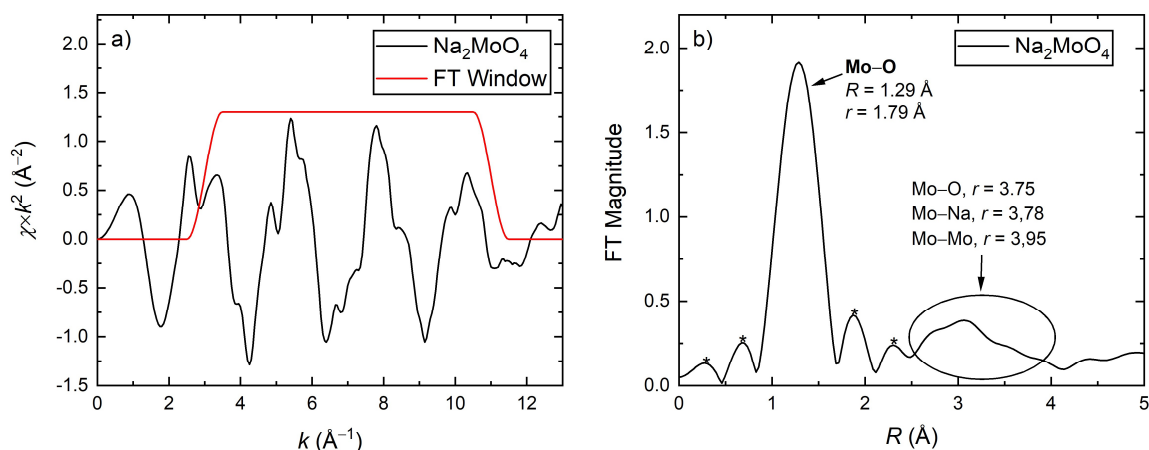 a)
Na₂MoO₄
FT Window
2.0
1.5
1.0
0.5
0.0
-0.5
-1.0
-1.5
0 2 4 6 8 10 12
χ×k² (Å⁻²)
k (Å⁻¹)
b)
Na₂MoO₄
Mo–O
R = 1.29 Å
r = 1.79 Å
Mo–O, r = 3.75
Mo–Na, r = 3,78
Mo–Mo, r = 3,95
* * * *
2.0
1.5
1.0
0.5
0.0
0 1 2 3 4 5
FT Magnitude
R (Å)